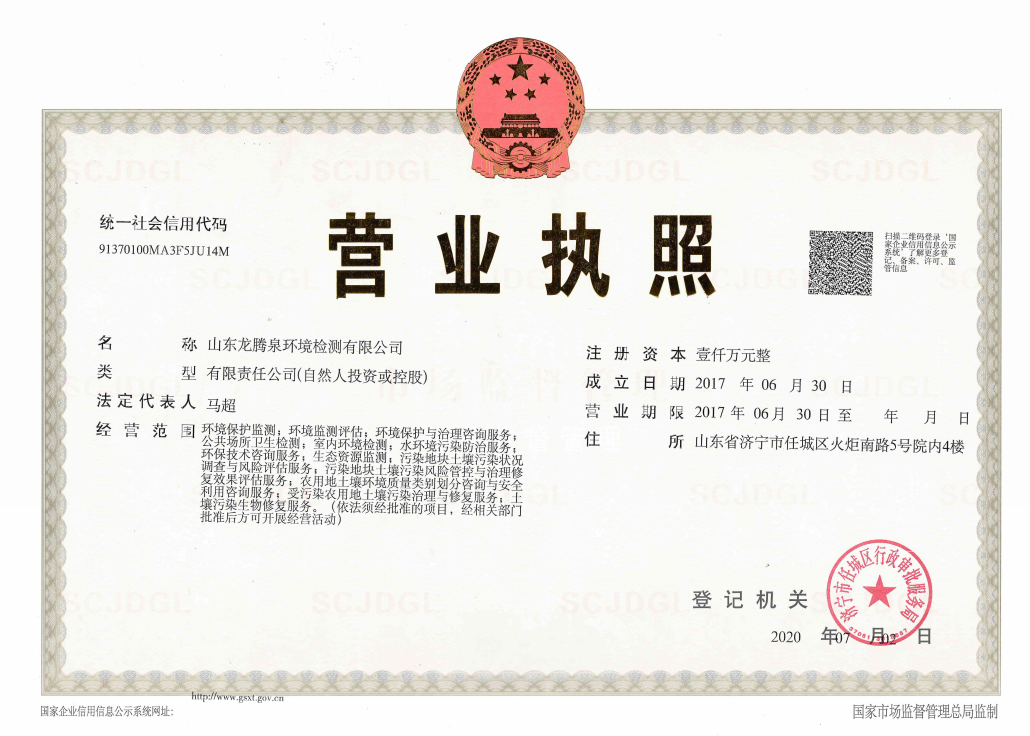 统一社会信用代码
91370100MA3F5JU14M
营业执照
扫描二维码登录‘国
家企业信用信息公示
系统’了解更多登
记、备案、许可、监
管信息
名 称 山东龙腾泉环境检测有限公司
类 型 有限责任公司(自然人投资或控股)
法定代表人 马超
经营范围 环境保护监测；环境监测评估；环境保护与治理咨询服务；
公共场所卫生检测；室内环境检测；水环境污染防治服务；
环保技术咨询服务；生态资源监测；污染地块土壤污染状况
调查与风险评估服务；污染地块土壤污染风险管控与治理修
复效果评估服务；农用地土壤环境质量类别划分咨询与安全
利用咨询服务；受污染农用地土壤污染治理与修复服务；土
壤污染生物修复服务。（依法须经批准的项目，经相关部门
批准后方可开展经营活动）
注册资本 壹仟万元整
成立日期 2017 年 06 月 30 日
营业期限 2017 年 06月 30 日 至 年 月 日
住 所 山东省济宁市任城区火炬南路5号院内4楼
登记机关
济宁市任城区行政审批服务局
2020 年07 月02 日
http://www.gsxt.gov.cn
国家企业信用信息公示系统网址:
国家市场监督管理总局监制
SCJDGL
市场监督管理